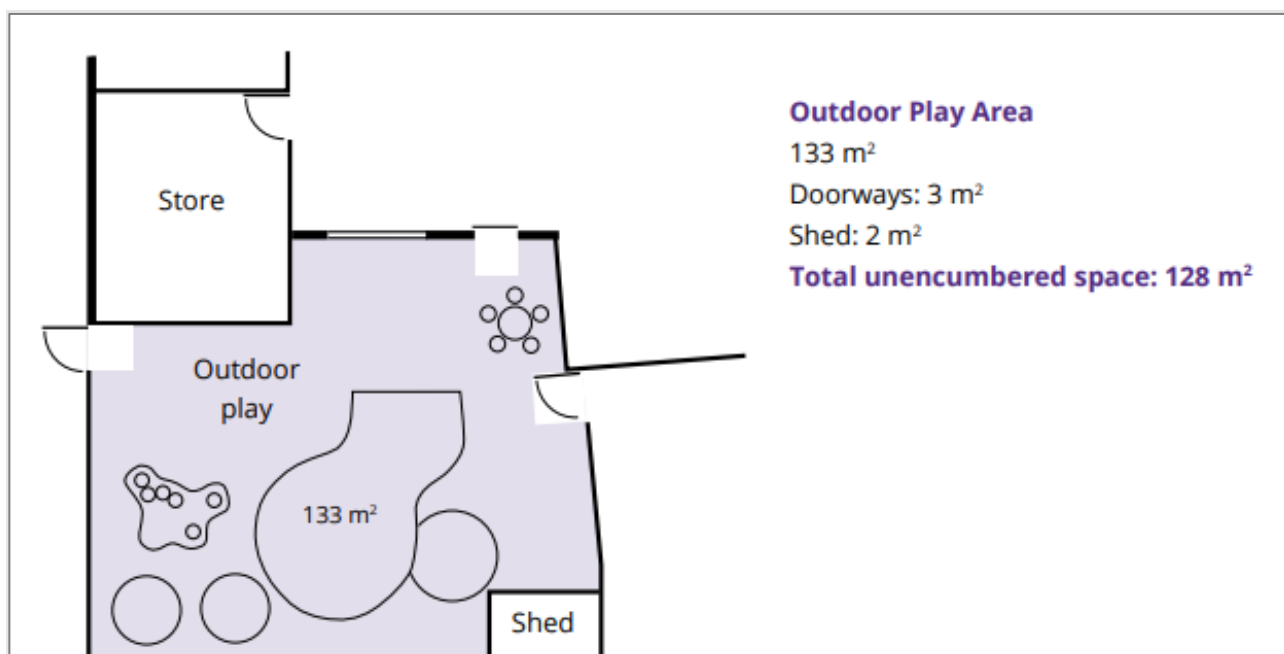 Outdoor Play Area
133 m²
Doorways: 3 m²
Shed: 2 m²
Total unencumbered space: 128 m²
Store
Outdoor
play
133 m²
Shed